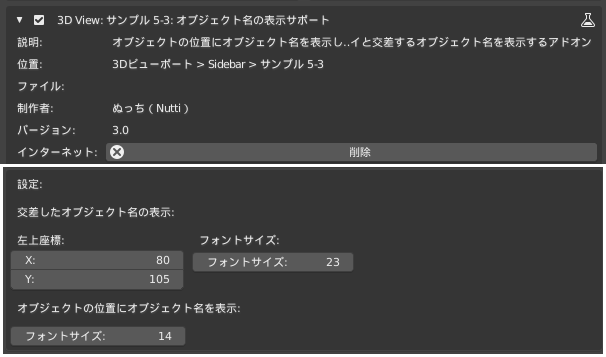 3D View: サンプル 5-3: オブジェクト名の表示サポート
説明: オブジェクトの位置にオブジェクト名を表示し..イと交差するオブジェクト名を表示するアドオン
位置: 3Dビューポート > Sidebar > サンプル 5-3
ファイル:
制作者: ぬっち ( Nutti )
バージョン: 3.0
インターネット: 削除
設定:
交差したオブジェクト名の表示:
左上座標: フォントサイズ:
X: 80 フォントサイズ: 23
Y: 105
オブジェクトの位置にオブジェクト名を表示:
フォントサイズ: 14